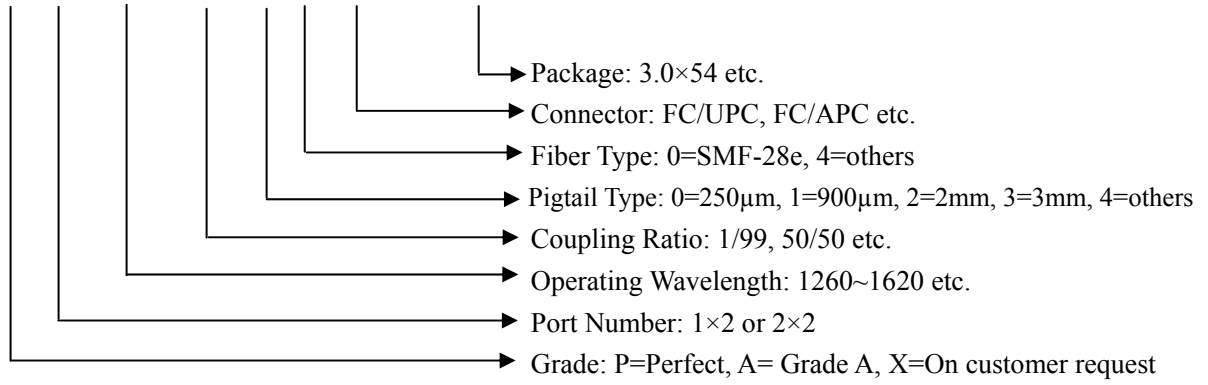 Package: 3.0×54 etc.
Connector: FC/UPC, FC/APC etc.
Fiber Type: 0=SMF-28e, 4=others
Pigtail Type: 0=250µm, 1=900µm, 2=2mm, 3=3mm, 4=others
Coupling Ratio: 1/99, 50/50 etc.
Operating Wavelength: 1260~1620 etc.
Port Number: 1×2 or 2×2
Grade: P=Perfect, A= Grade A, X=On customer request